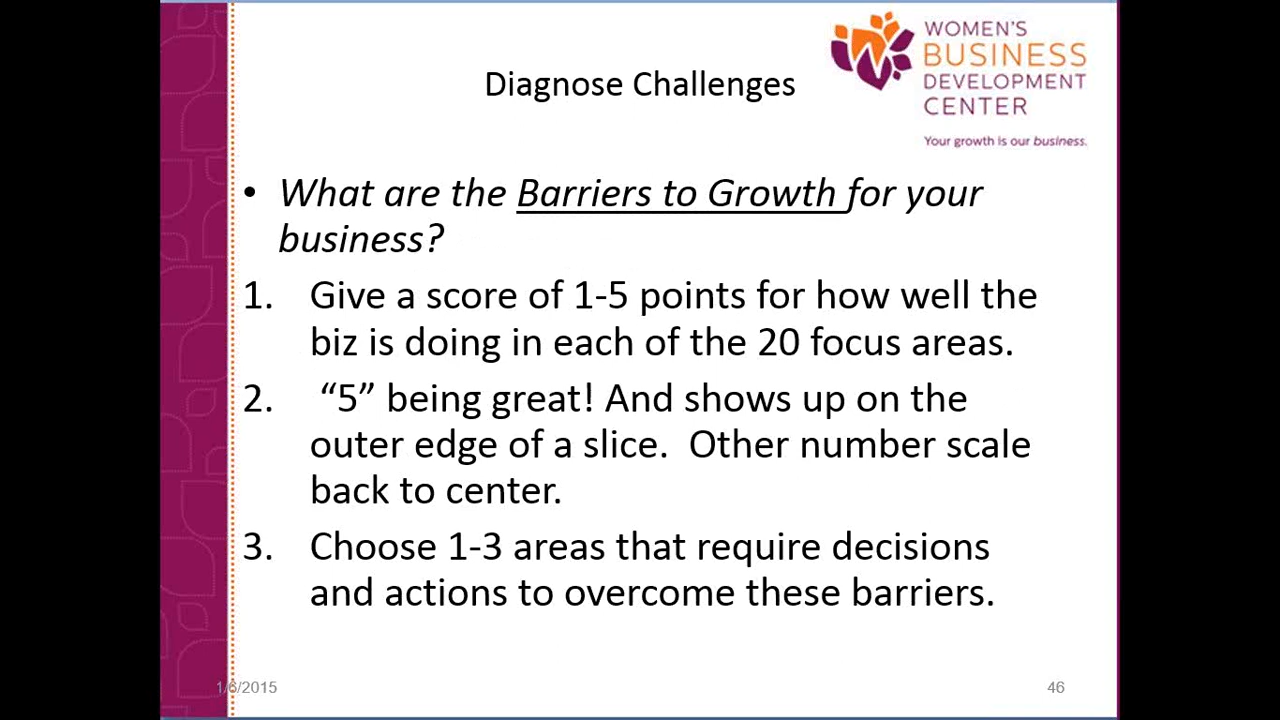 WOMEN'S
BUSINESS
DEVELOPMENT
CENTER
Your growth is our business.
Diagnose Challenges
• What are the Barriers to Growth for your
business?
1. Give a score of 1-5 points for how well the
biz is doing in each of the 20 focus areas.
2. “5” being great! And shows up on the
outer edge of a slice. Other number scale
back to center.
3. Choose 1-3 areas that require decisions
and actions to overcome these barriers.
1/6/2015
46